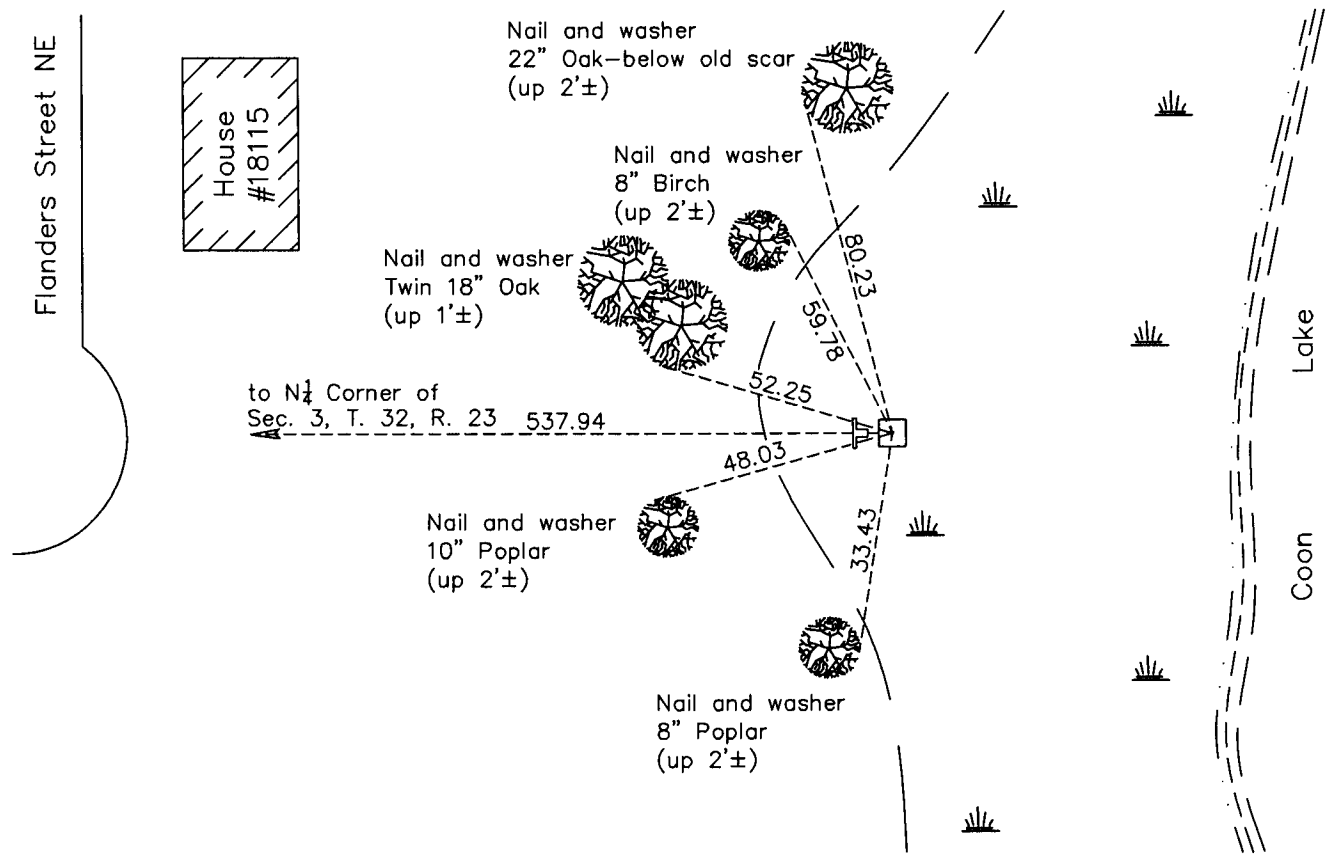 Flanders Street NE
House
#18115
Nail and washer
22" Oak-below old scar
(up 2'±)
Nail and washer
8" Birch
(up 2'±)
Nail and washer
Twin 18" Oak
(up 1'±)
80.23
59.78
52.25
to N¼ Corner of
Sec. 3, T. 32, R. 23 537.94
48.03
33.43
Nail and washer
10" Poplar
(up 2'±)
Nail and washer
8" Poplar
(up 2'±)
Coon Lake